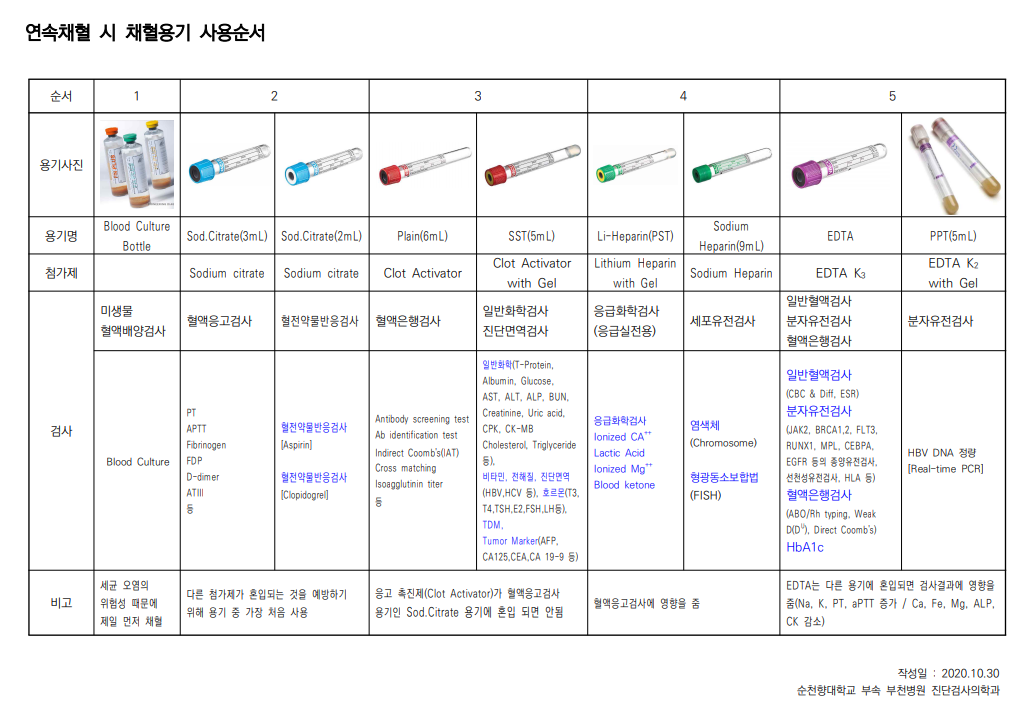 연속채혈 시 채혈용기 사용순서
순서 1 2 3 4 5
용기사진
용기명
Blood Culture
Bottle
Sod.Citrate(3mL)
Sod.Citrate(2mL)
Plain(6mL)
SST(5mL)
Li-Heparin(PST)
Sodium
Heparin(9mL)
EDTA
PPT(5mL)
첨가제
Sodium citrate
Sodium citrate
Clot Activator
Clot Activator
with Gel
Lithium Heparin
with Gel
Sodium Heparin
EDTA K₃
EDTA K₂
with Gel
검사
미생물
혈액배양검사
혈액응고검사
혈전약물반응검사
혈액은행검사
일반화학검사
진단면역검사
응급화학검사
(응급실전용)
세포유전검사
일반혈액검사
분자유전검사
혈액은행검사
분자유전검사
Blood Culture
PT
APTT
Fibrinogen
FDP
D-dimer
ATIII
등
혈전약물반응검사
[Aspirin]
혈전약물반응검사
[Clopidogrel]
Antibody screening test
Ab identification test
Indirect Coomb's(IAT)
Cross matching
Isoagglutinin titer
등
일반화학(T-Protein,
Albumin, Glucose,
AST, ALT, ALP, BUN,
Creatinine, Uric acid,
CPK, CK-MB
Cholesterol, Triglyceride
등),
비타민, 전해질, 진단면역
(HBV,HCV 등), 호르몬(T3,
T4,TSH,E2,FSH,LH등),
TDM,
Tumor Marker(AFP,
CA125,CEA,CA 19-9 등)
응급화학검사
Ionized CA⁺⁺
Lactic Acid
Ionized Mg⁺⁺
Blood ketone
염색체
(Chromosome)
형광동소보합법
(FISH)
일반혈액검사
(CBC & Diff, ESR)
분자유전검사
(JAK2, BRCA1,2, FLT3,
RUNX1, MPL, CEBPA,
EGFR 등의 종양유전검사,
선천성유전검사, HLA 등)
혈액은행검사
(ABO/Rh typing, Weak
D(Dᵘ), Direct Coomb's)
HbA1c
HBV DNA 정량
[Real-time PCR]
비고
세균 오염의
위험성 때문에
제일 먼저 채혈
다른 첨가제가 혼입되는 것을 예방하기
위해 용기 중 가장 처음 사용
응고 촉진제(Clot Activator)가 혈액응고검사
용기인 Sod.Citrate 용기에 혼입 되면 안됨
혈액응고검사에 영향을 줌
EDTA는 다른 용기에 혼입되면 검사결과에 영향을
줌(Na, K, PT, aPTT 증가 / Ca, Fe, Mg, ALP,
CK 감소)
작성일 : 2020.10.30
순천향대학교 부속 부천병원 진단검사의학과